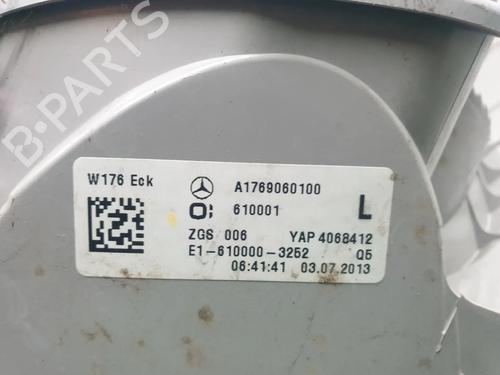 B-PARTS
W176 Eck A1769060100
O: 610001 L
ZGS 006 YAP 4068412
E1-610000-3252 Q5
06:41:41 03.07.2013